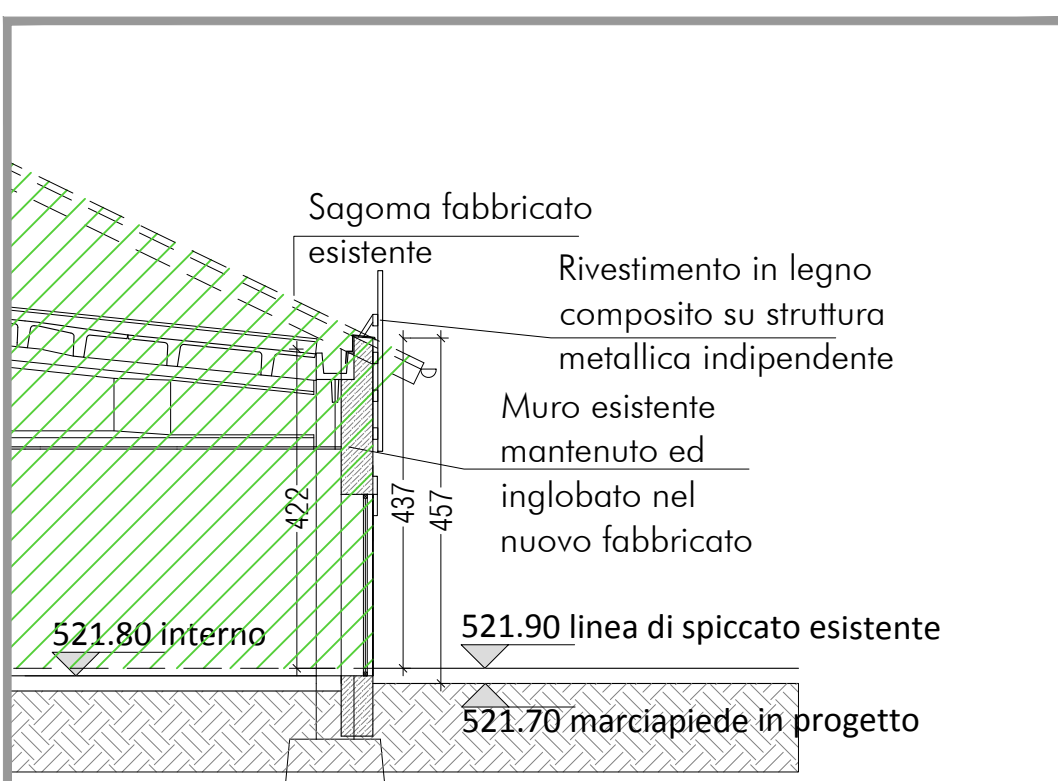 Sagoma fabbricato
esistente
Rivestimento in legno
composito su struttura
metallica indipendente
Muro esistente
mantenuto ed
inglobato nel
nuovo fabbricato
422
437
457
521.80 interno
521.90 linea di spiccato esistente
521.70 marciapiede in progetto